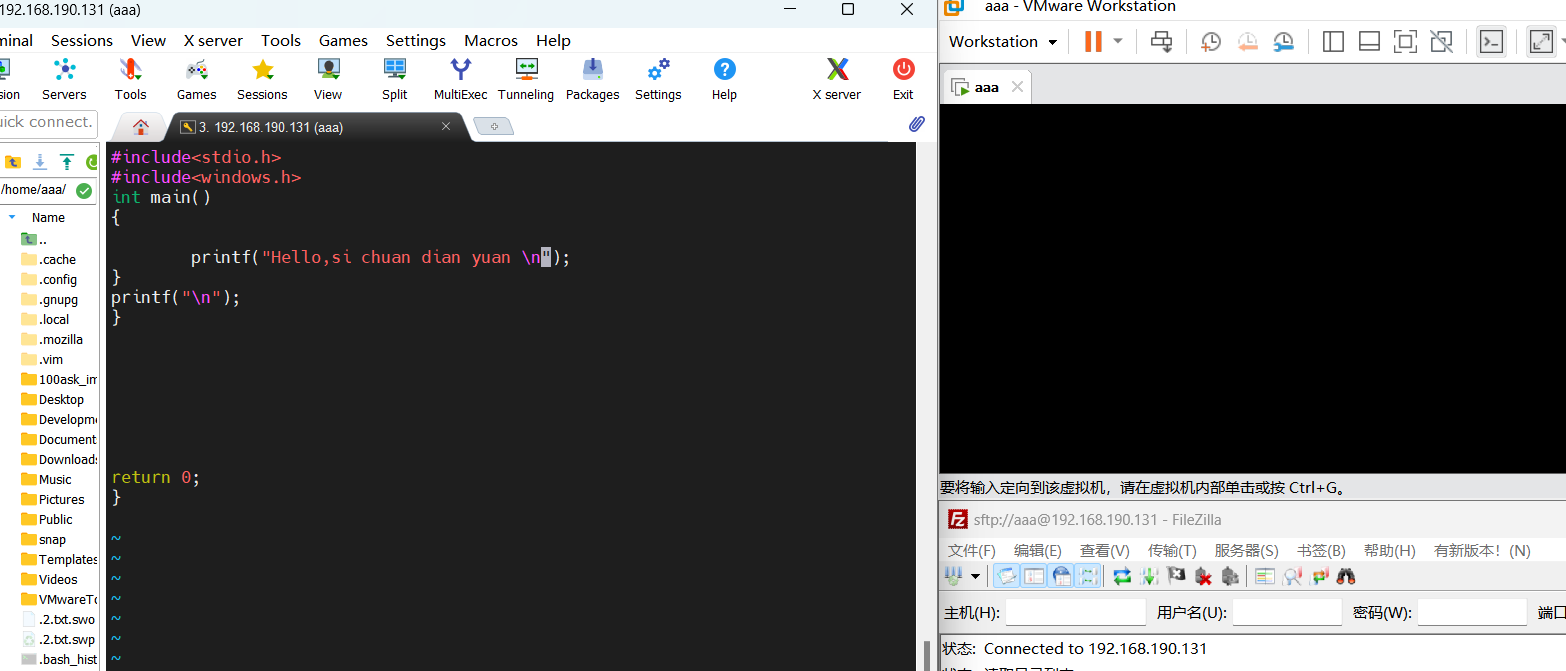 192.168.190.131 (aaa)
minal Sessions View X server Tools Games Settings Macros Help
sion Servers Tools Games Sessions View Split MultiExec Tunneling Packages Settings Help X server Exit
uick connect.
3. 192.168.190.131 (aaa)
/home/aaa/
Name
..
.cache
.config
.gnupg
.local
.mozilla
.vim
100ask_im
Desktop
Developme
Document
Downloads
Music
Pictures
Public
snap
Templates
Videos
VMwareTo
.2.txt.swo
.2.txt.swp
.bash_hist
#include<stdio.h>
#include<windows.h>
int main()
{
printf("Hello,si chuan dian yuan \n");
}
printf("\n");
}
return 0;
}
~
~
~
~
~
~
~
aaa - VMware Workstation
Workstation
aaa
要将输入定向到该虚拟机，请在虚拟机内部单击或按 Ctrl+G。
sftp://aaa@192.168.190.131 - FileZilla
文件(F) 编辑(E) 查看(V) 传输(T) 服务器(S) 书签(B) 帮助(H) 有新版本！(N)
主机(H): 用户名(U): 密码(W): 端口
状态: Connected to 192.168.190.131